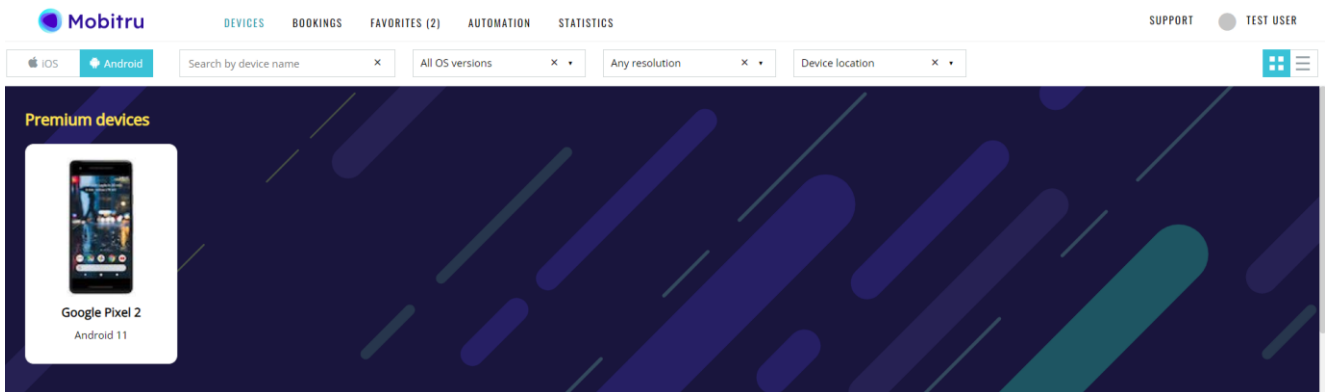 Mobitru DEVICES BOOKINGS FAVORITES (2) AUTOMATION STATISTICS SUPPORT TEST USER
iOS Android Search by device name All OS versions Any resolution Device location
Premium devices
Google Pixel 2
Android 11